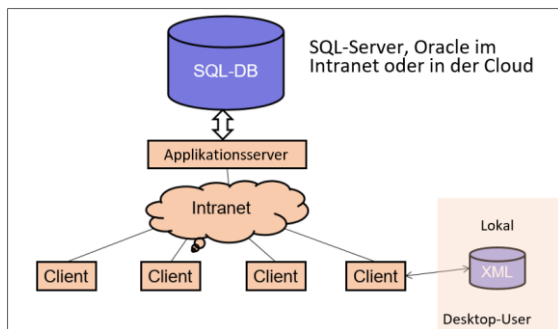 SQL-DB
SQL-Server, Oracle im
Intranet oder in der Cloud
Applikationsserver
Intranet
Client
Client
Client
Client
Lokal
XML
Desktop-User